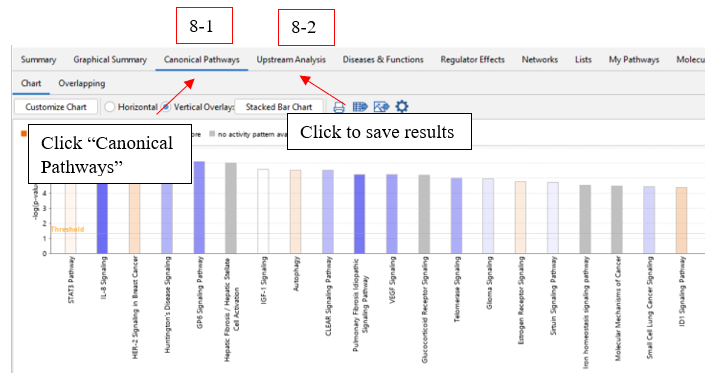 8-1
8-2
Summary Graphical Summary Canonical Pathways Upstream Analysis Diseases & Functions Regulator Effects Networks Lists My Pathways Molecu
Chart Overlapping
Customize Chart Horizontal Vertical Overlay: Stacked Bar Chart
Click “Canonical
Pathways”
ore no activity pattern ava
Click to save results
-log(p-value
4
3
2
1
0
Threshold
STAT3 Pathway
IL-8 Signaling
HER-2 Signaling in Breast Cancer
Huntington's Disease Signaling
GP6 Signaling Pathway
Hepatic Fibrosis / Hepatic Stellate
Cell Activation
IGF-1 Signaling
Autophagy
CLEAR Signaling Pathway
Pulmonary Fibrosis Idiopathic
Signaling Pathway
VEGF Signaling
Glucocorticoid Receptor Signaling
Telomerase Signaling
Glioma Signaling
Estrogen Receptor Signaling
Sirtuin Signaling Pathway
Iron homeostasis signaling pathway
Molecular Mechanisms of Cancer
Small Cell Lung Cancer Signaling
ID1 Signaling Pathway